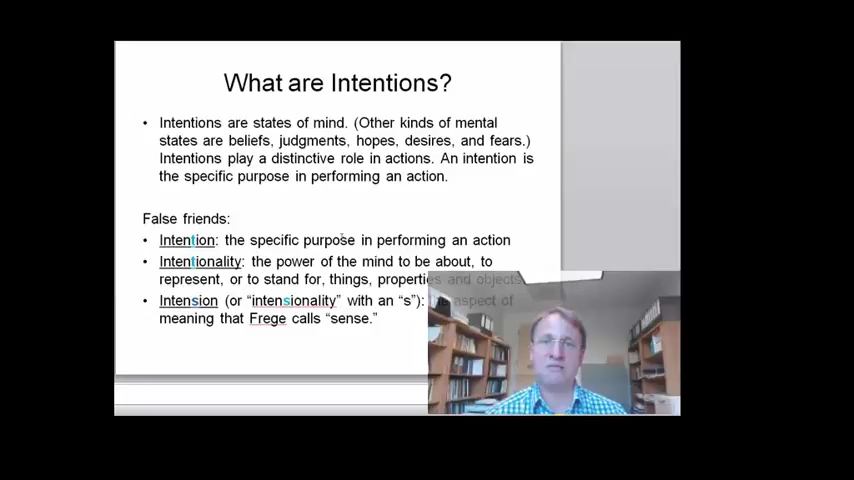 What are Intentions?
• Intentions are states of mind. (Other kinds of mental
states are beliefs, judgments, hopes, desires, and fears.)
Intentions play a distinctive role in actions. An intention is
the specific purpose in performing an action.
False friends:
• Intention: the specific purpose in performing an action
• Intentionality: the power of the mind to be about, to
represent, or to stand for, things, properties and objects
• Intension (or “intensionality” with an “s”): the aspect of
meaning that Frege calls “sense.”